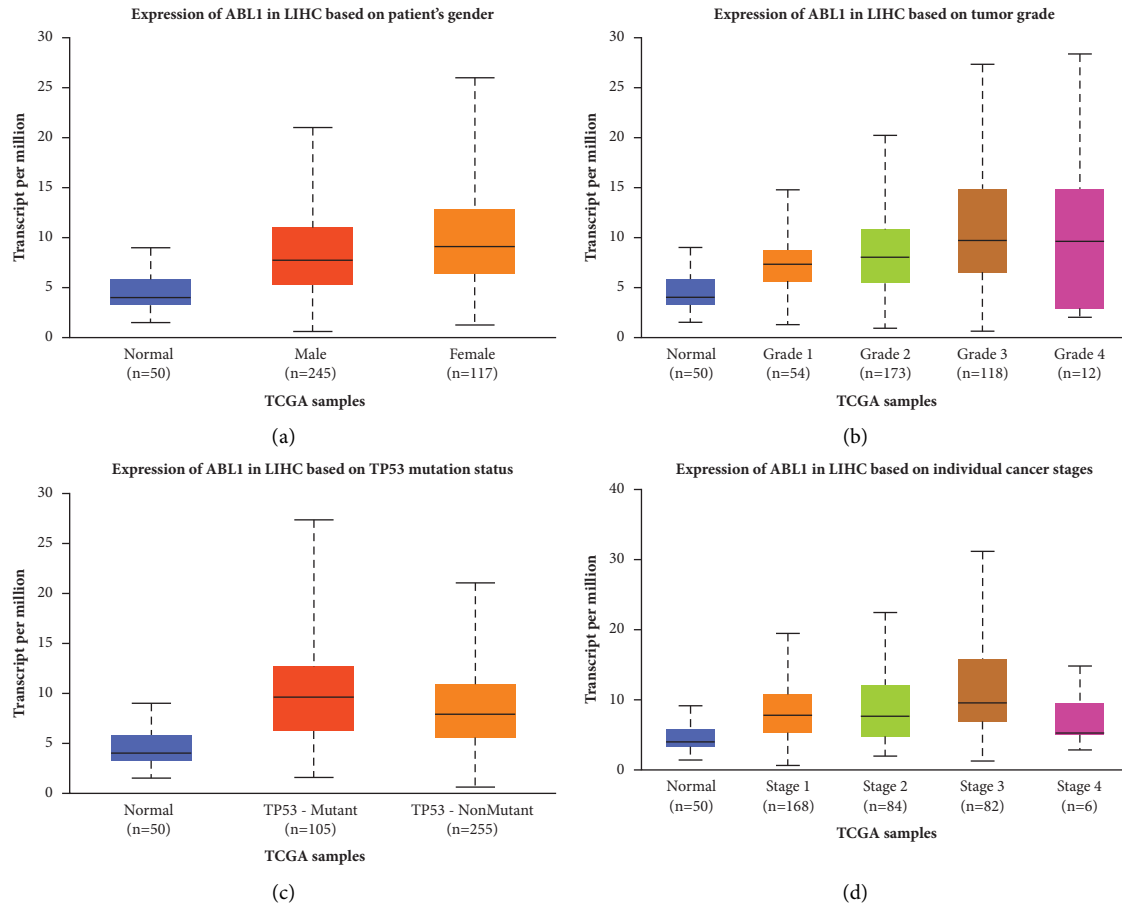 Expression of ABL1 in LIHC based on patient's gender
30
25
20
15
10
5
0
Transcript per million
Normal
(n=50)
Male
(n=245)
Female
(n=117)
TCGA samples
(a)
Expression of ABL1 in LIHC based on tumor grade
30
25
20
15
10
5
0
Transcript per million
Normal
(n=50)
Grade 1
(n=54)
Grade 2
(n=173)
Grade 3
(n=118)
Grade 4
(n=12)
TCGA samples
(b)
Expression of ABL1 in LIHC based on TP53 mutation status
30
25
20
15
10
5
0
Transcript per million
Normal
(n=50)
TP53 - Mutant
(n=105)
TP53 - NonMutant
(n=255)
TCGA samples
(c)
Expression of ABL1 in LIHC based on individual cancer stages
40
30
20
10
0
Transcript per million
Normal
(n=50)
Stage 1
(n=168)
Stage 2
(n=84)
Stage 3
(n=82)
Stage 4
(n=6)
TCGA samples
(d)